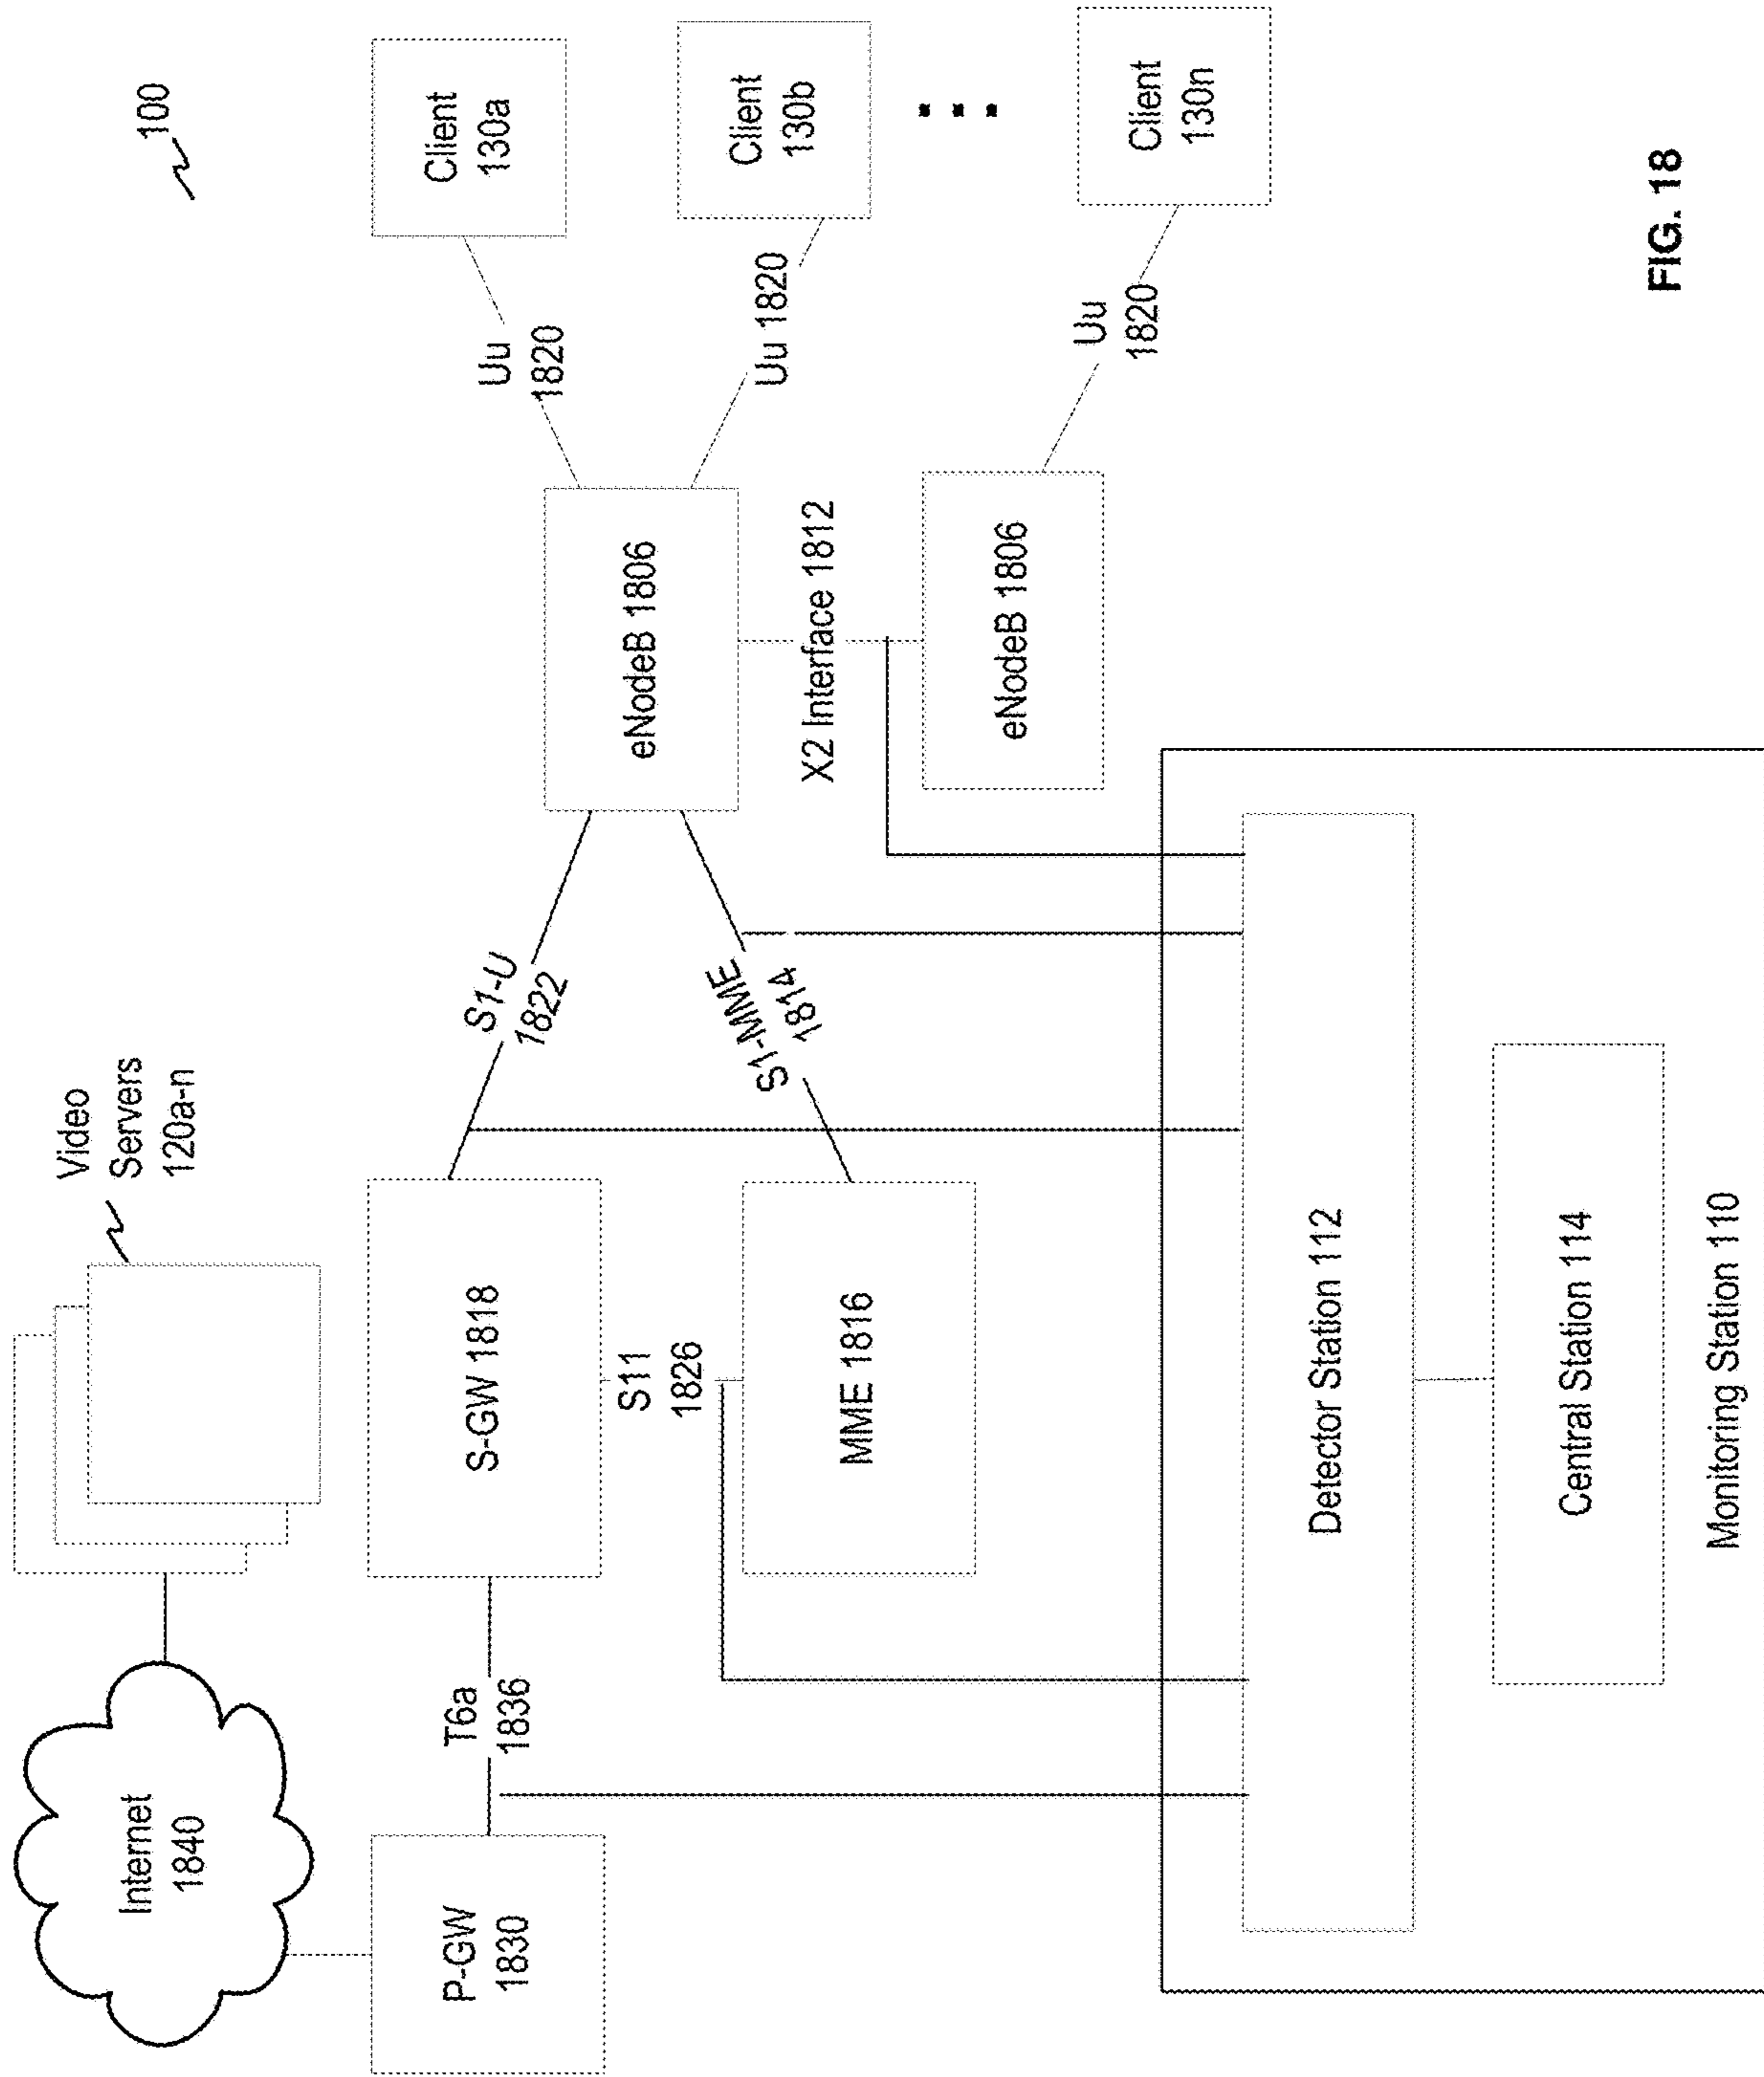 100
Video
Servers
120a-n
Internet
1840
P-GW
1830
T6a
1836
S-GW 1818
S11
1826
MME 1816
S1-U
1822
S1-MME
1814
eNodeB 1806
X2 Interface 1812
eNodeB 1806
Uu
1820
Uu 1820
Uu
1820
Client
130a
Client
130b
Client
130n
Detector Station 112
Central Station 114
Monitoring Station 110
FIG. 18